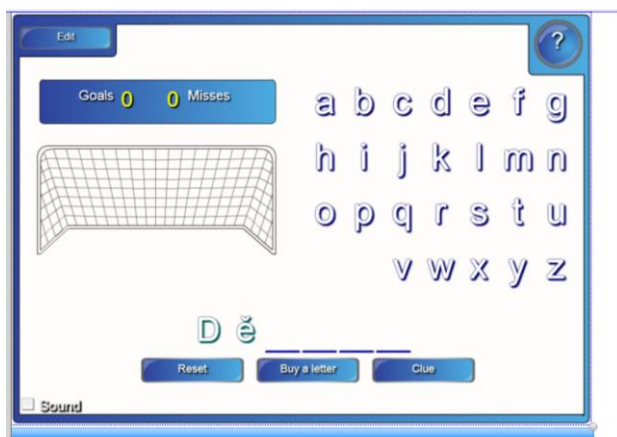 Edit
?
Goals 0 0 Misses
a b c d e f g
h i j k l m n
o p q r s t u
v w x y z
D ě _ _ _ _
Reset Buy a letter Clue
Sound